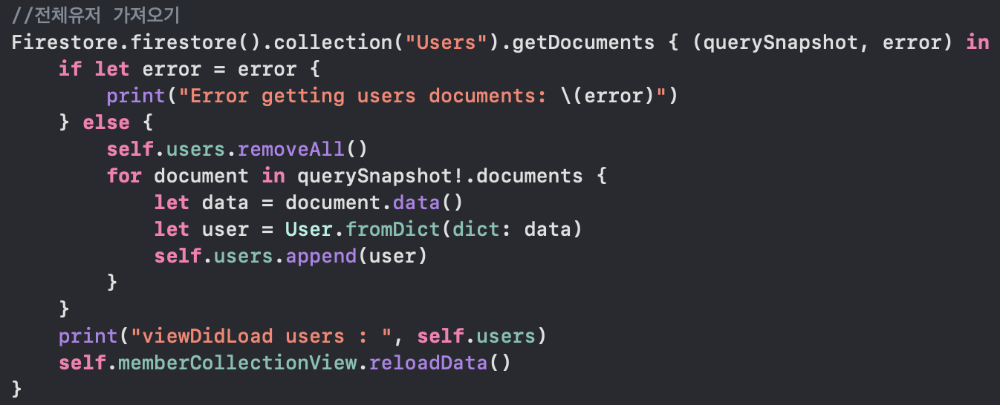 //전체유저 가져오기
Firestore.firestore().collection("Users").getDocuments { (querySnapshot, error) in
    if let error = error {
        print("Error getting users documents: \(error)")
    } else {
        self.users.removeAll()
        for document in querySnapshot!.documents {
            let data = document.data()
            let user = User.fromDict(dict: data)
            self.users.append(user)
        }
    }
    print("viewDidLoad users : ", self.users)
    self.memberCollectionView.reloadData()
}